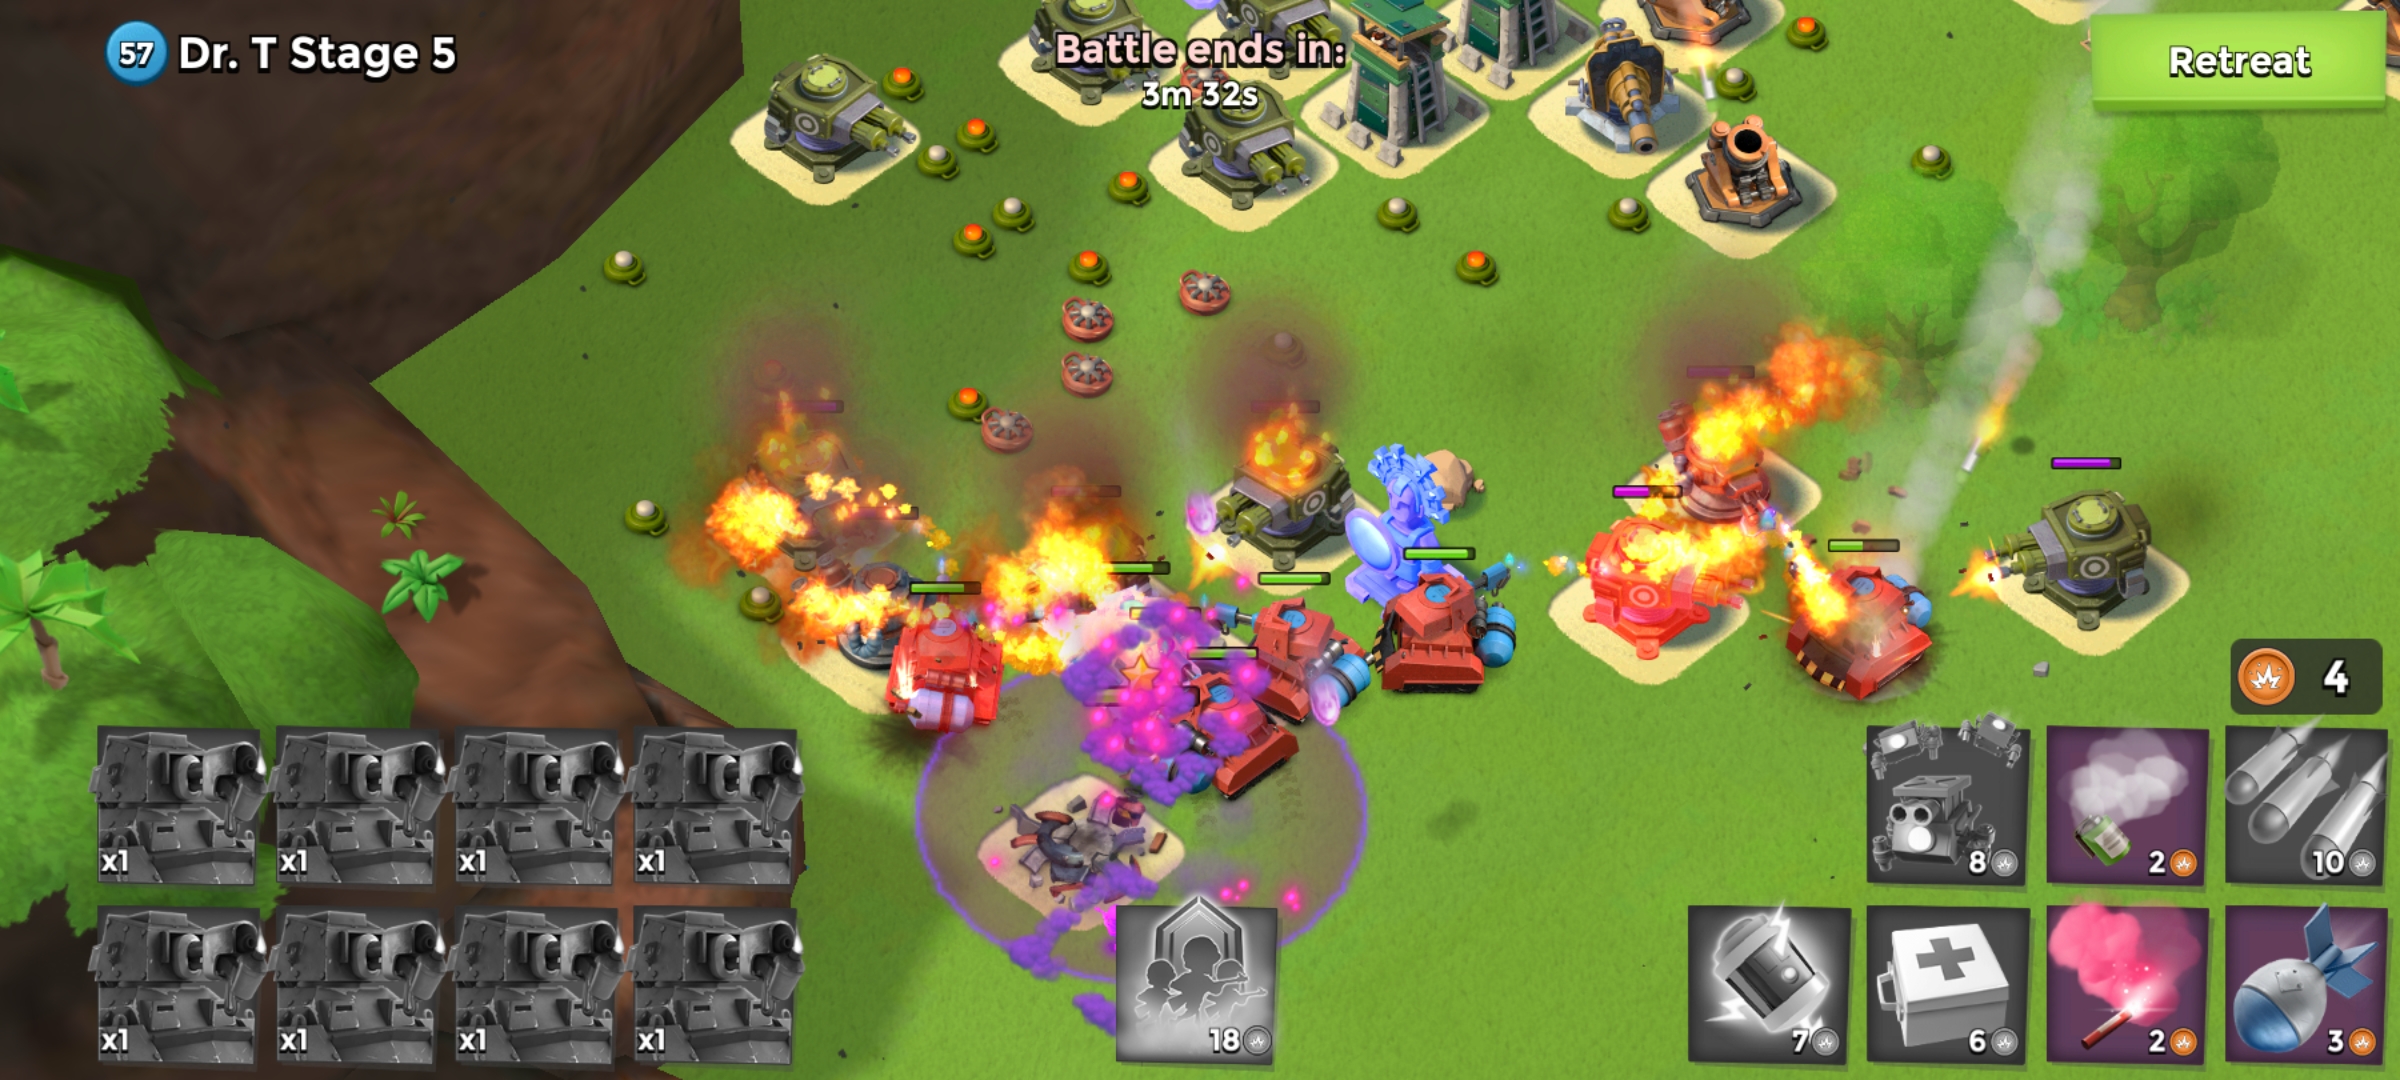 57 Dr. T Stage 5
Battle ends in:
3m 32s
Retreat
4
x1 x1 x1 x1
8 2 10
x1 x1 x1 x1
18
7 6 2 3